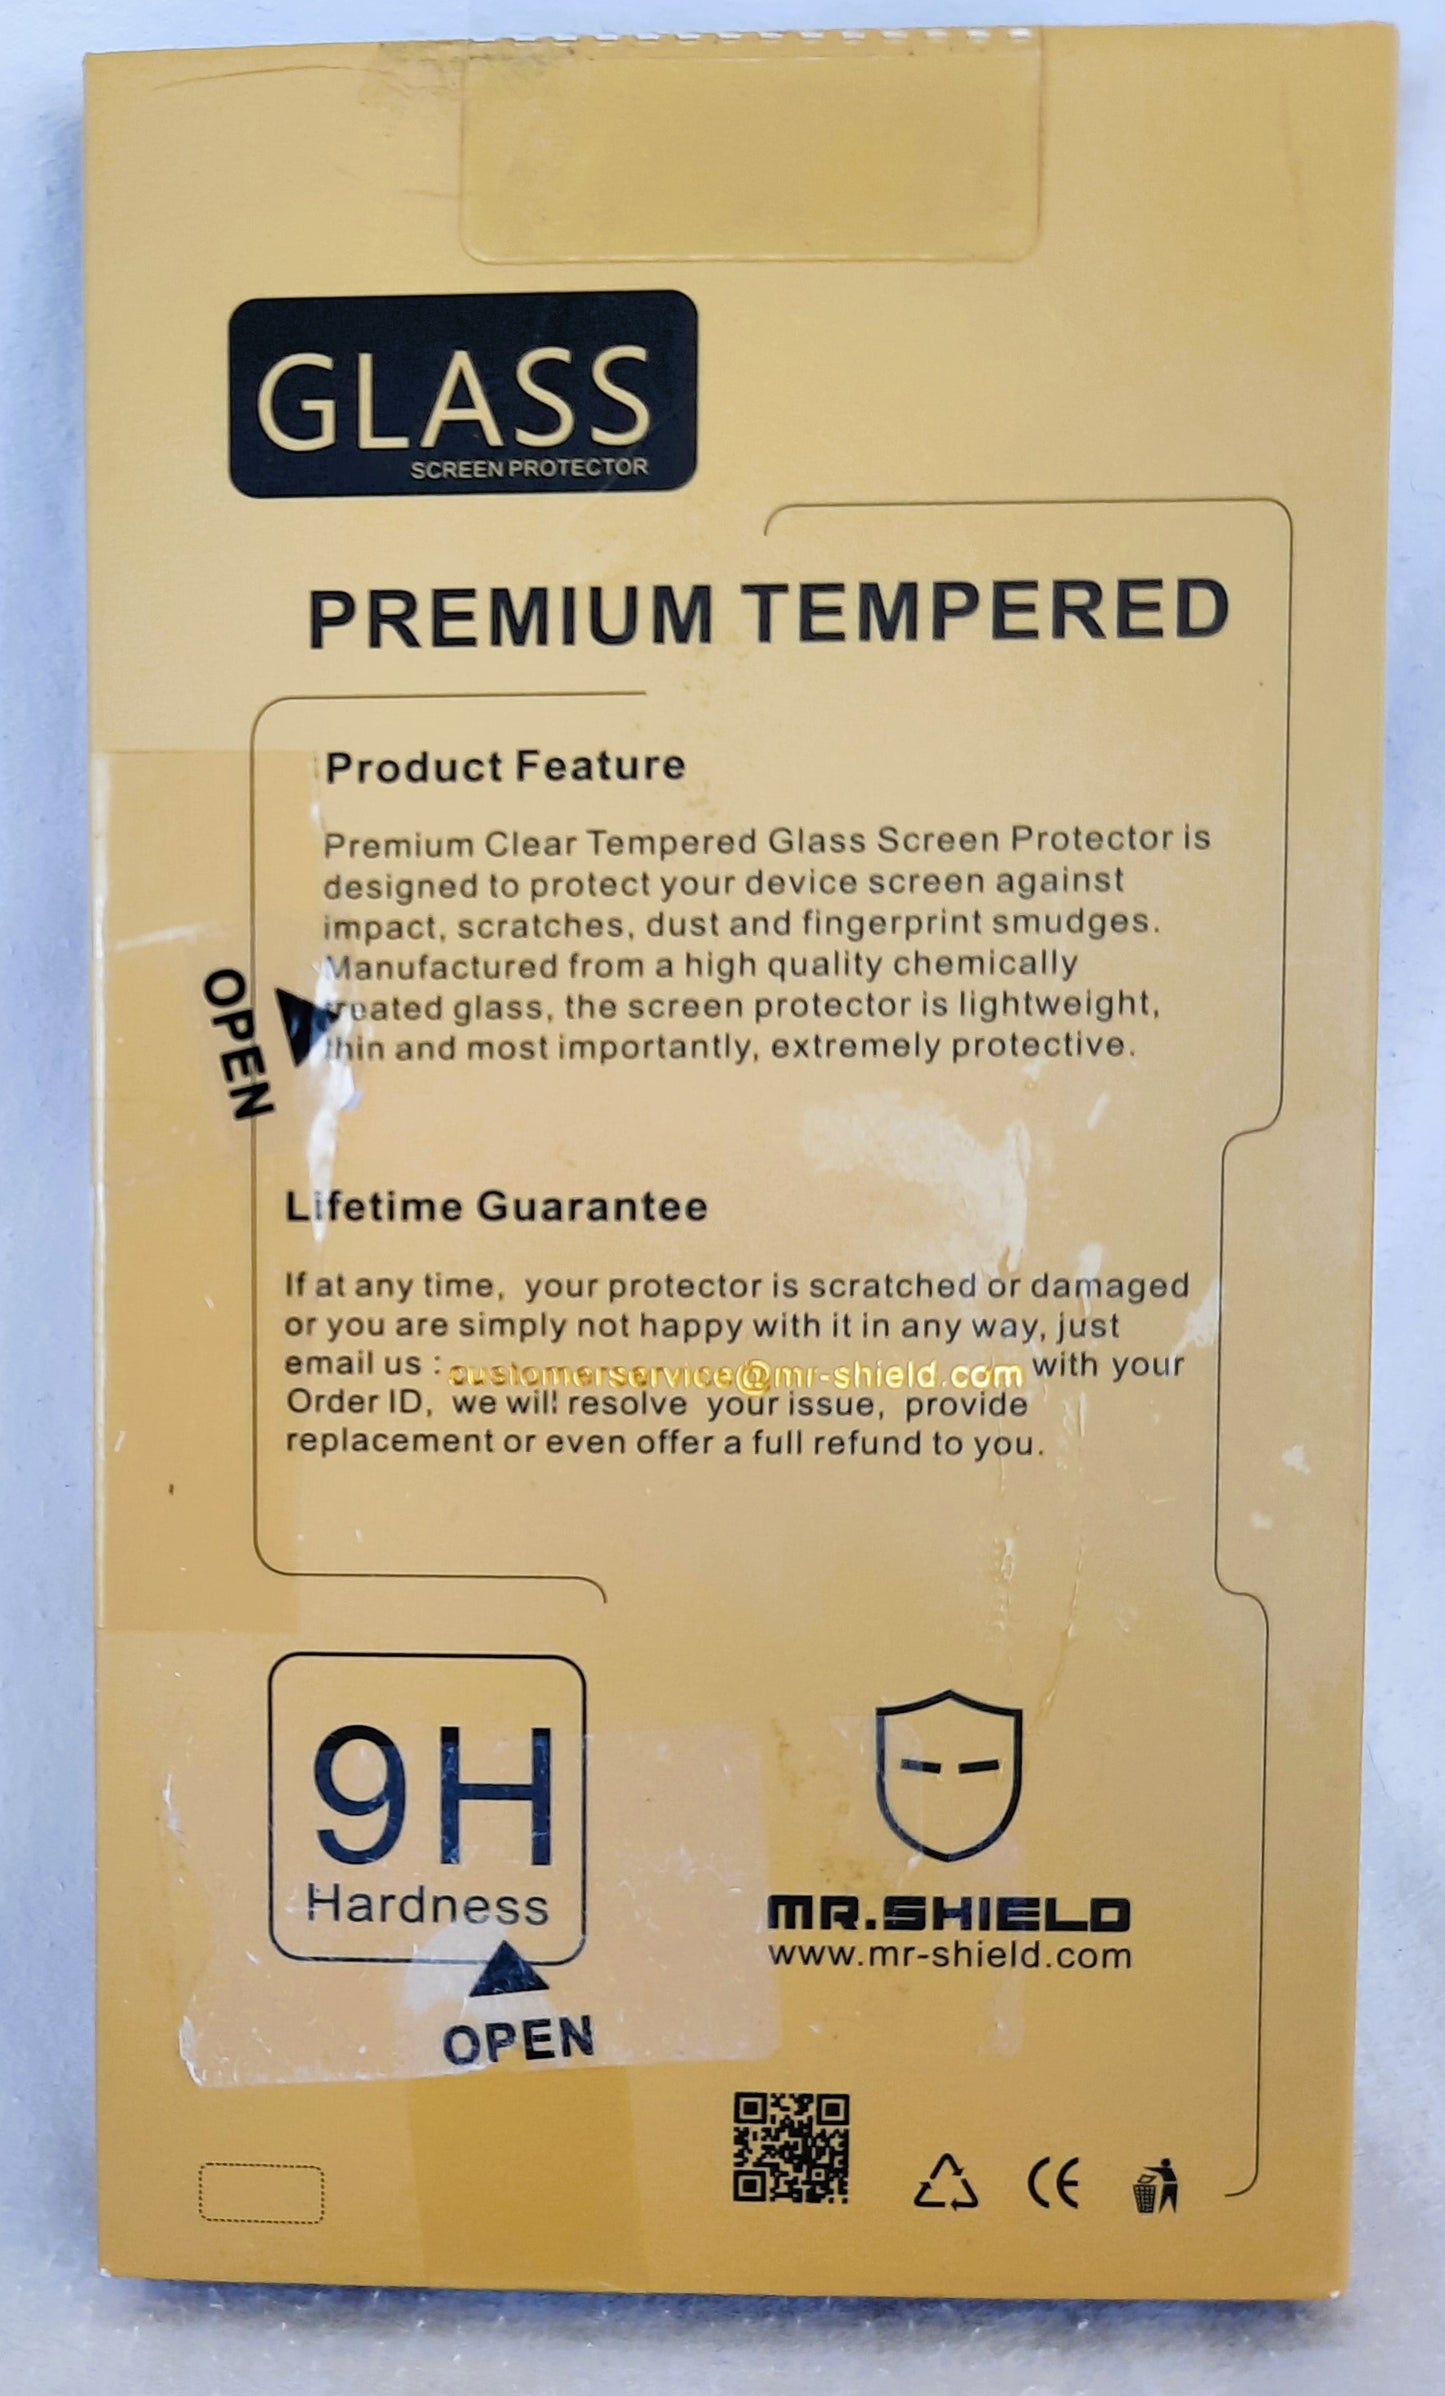 GLASS
SCREEN PROTECTOR
PREMIUM TEMPERED
Product Feature
Premium Clear Tempered Glass Screen Protector is
designed to protect your device screen against
impact, scratches, dust and fingerprint smudges.
Manufactured from a high quality chemically
treated glass, the screen protector is lightweight,
thin and most importantly, extremely protective.
OPEN
Lifetime Guarantee
If at any time, your protector is scratched or damaged
or you are simply not happy with it in any way, just
email us : customerservice@mr-shield.com with your
Order ID, we will resolve your issue, provide
replacement or even offer a full refund to you.
9H
Hardness
OPEN
MR.SHIELD
www.mr-shield.com
CE